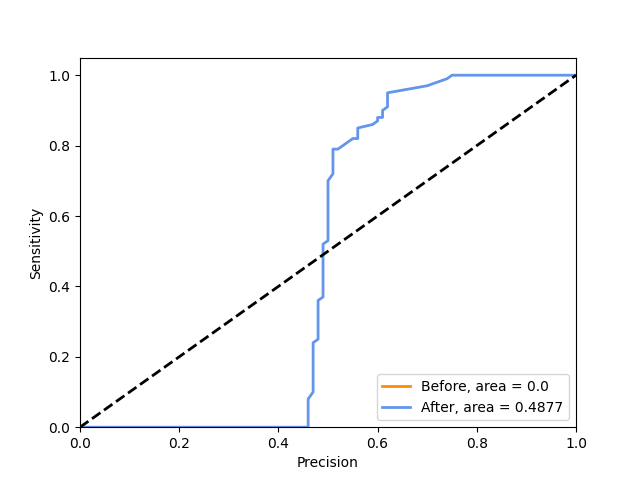 1.0
0.8
0.6
0.4
0.2
0.0
Sensitivity
Before, area = 0.0
After, area = 0.4877
0.0 0.2 0.4 0.6 0.8 1.0
Precision